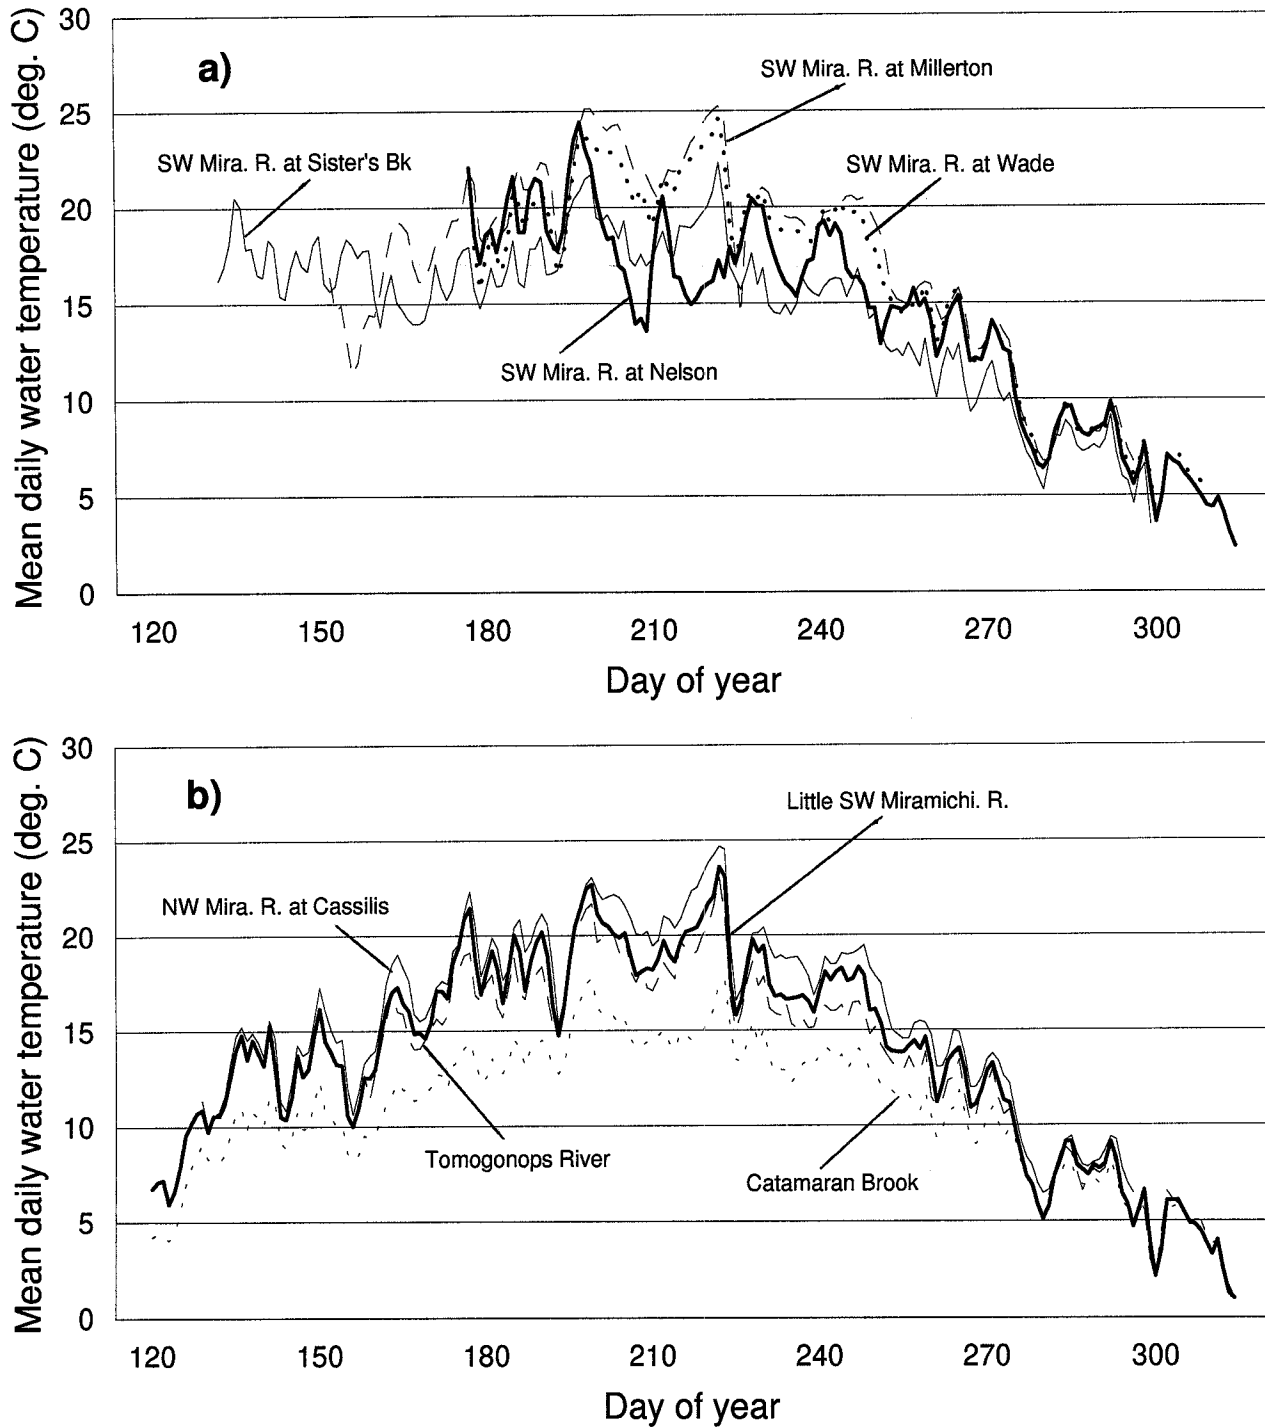 30
25
20
15
10
5
0
Mean daily water temperature (deg. C)
a)
SW Mira. R. at Millerton
SW Mira. R. at Sister's Bk
SW Mira. R. at Wade
SW Mira. R. at Nelson
120 150 180 210 240 270 300
Day of year
30
25
20
15
10
5
0
Mean daily water temperature (deg. C)
b)
Little SW Miramichi. R.
NW Mira. R. at Cassilis
Tomogonops River
Catamaran Brook
120 150 180 210 240 270 300
Day of year